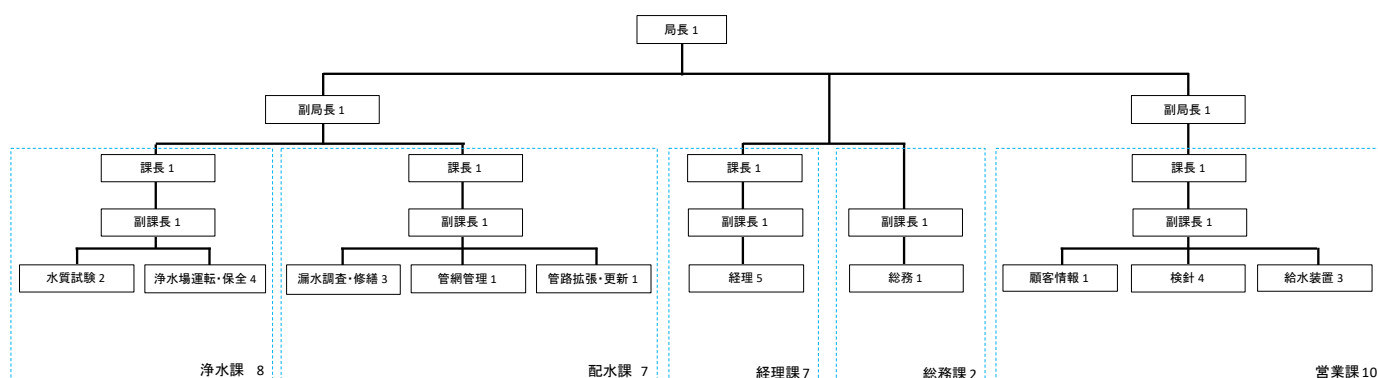 局長 1
副局長 1
副局長 1
課長 1
課長 1
課長 1
課長 1
副課長 1
副課長 1
副課長 1
副課長 1
副課長 1
水質試験 2
浄水場運転・保全 4
漏水調査・修繕 3
管網管理 1
管路拡張・更新 1
経理 5
総務 1
顧客情報 1
検針 4
給水装置 3
浄水課 8
配水課 7
経理課 7
総務課 2
営業課 10